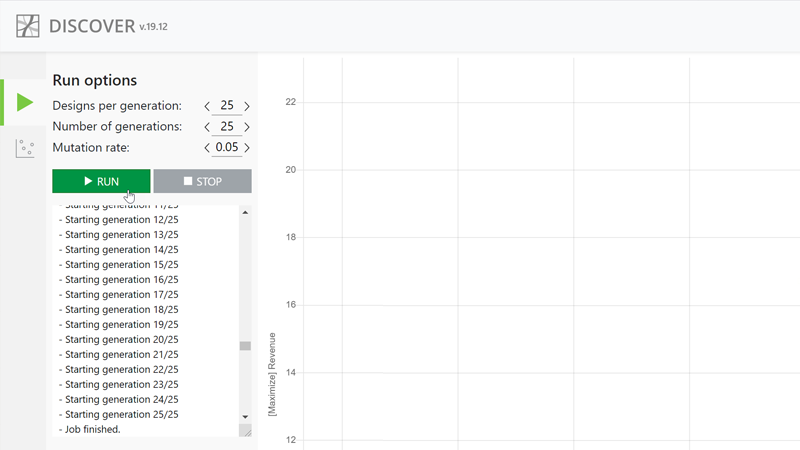 DISCOVER v.19.12
Run options
Designs per generation: 25
Number of generations: 25
Mutation rate: 0.05
RUN
STOP
- Starting generation 11/25
- Starting generation 12/25
- Starting generation 13/25
- Starting generation 14/25
- Starting generation 15/25
- Starting generation 16/25
- Starting generation 17/25
- Starting generation 18/25
- Starting generation 19/25
- Starting generation 20/25
- Starting generation 21/25
- Starting generation 22/25
- Starting generation 23/25
- Starting generation 24/25
- Starting generation 25/25
- Job finished.
22
20
18
16
14
12
[Maximize] Revenue